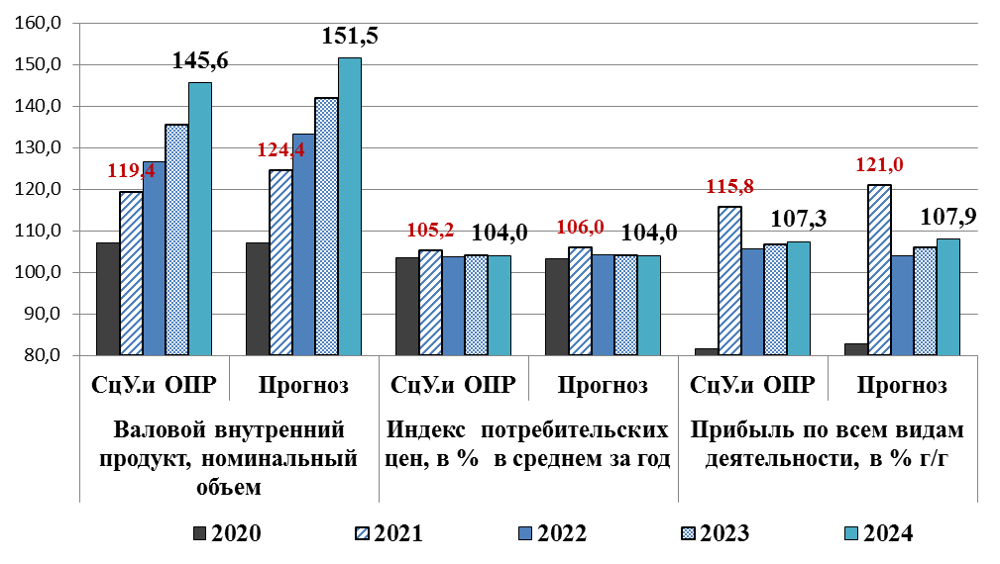 160,0
150,0
140,0
130,0
120,0
110,0
100,0
90,0
80,0
145,6
151,5
119,4
124,4
105,2
104,0
106,0
104,0
115,8
107,3
121,0
107,9
СцУ.и ОПР
Прогноз
СцУ.и ОПР
Прогноз
СцУ.и ОПР
Прогноз
Валовой внутренний
продукт, номинальный
объем
Индекс потребительских
цен, в % в среднем за год
Прибыль по всем видам
деятельности, в % г/г
2020
2021
2022
2023
2024